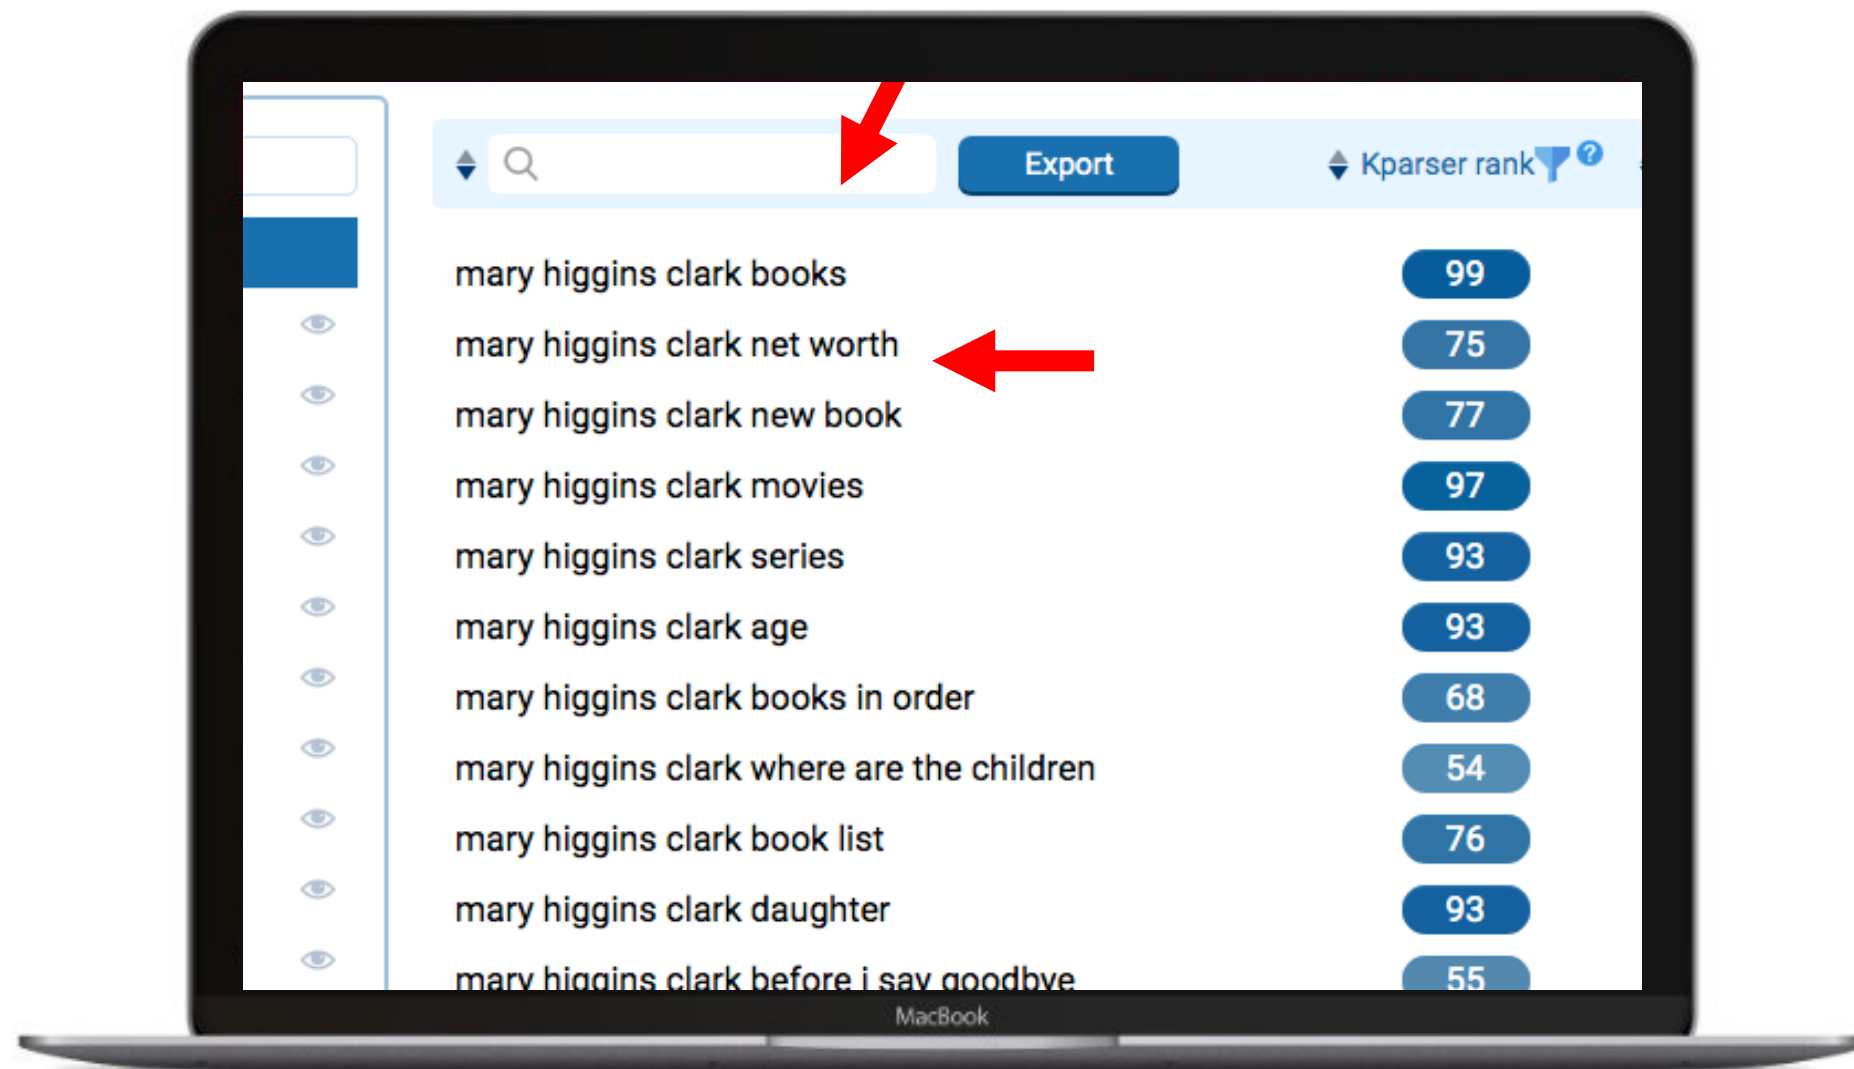 Export
Kparser rank ?
mary higgins clark books 99
mary higgins clark net worth 75
mary higgins clark new book 77
mary higgins clark movies 97
mary higgins clark series 93
mary higgins clark age 93
mary higgins clark books in order 68
mary higgins clark where are the children 54
mary higgins clark book list 76
mary higgins clark daughter 93
mary higgins clark before i say goodbye 55
MacBook